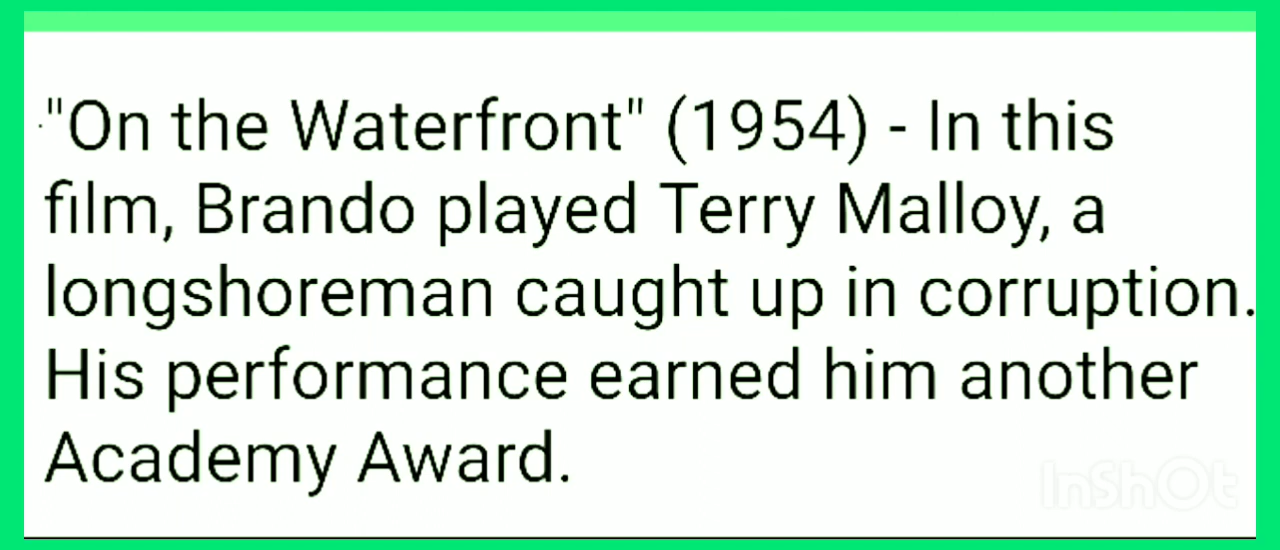 "On the Waterfront" (1954) - In this
film, Brando played Terry Malloy, a
longshoreman caught up in corruption.
His performance earned him another
Academy Award.
InShOt